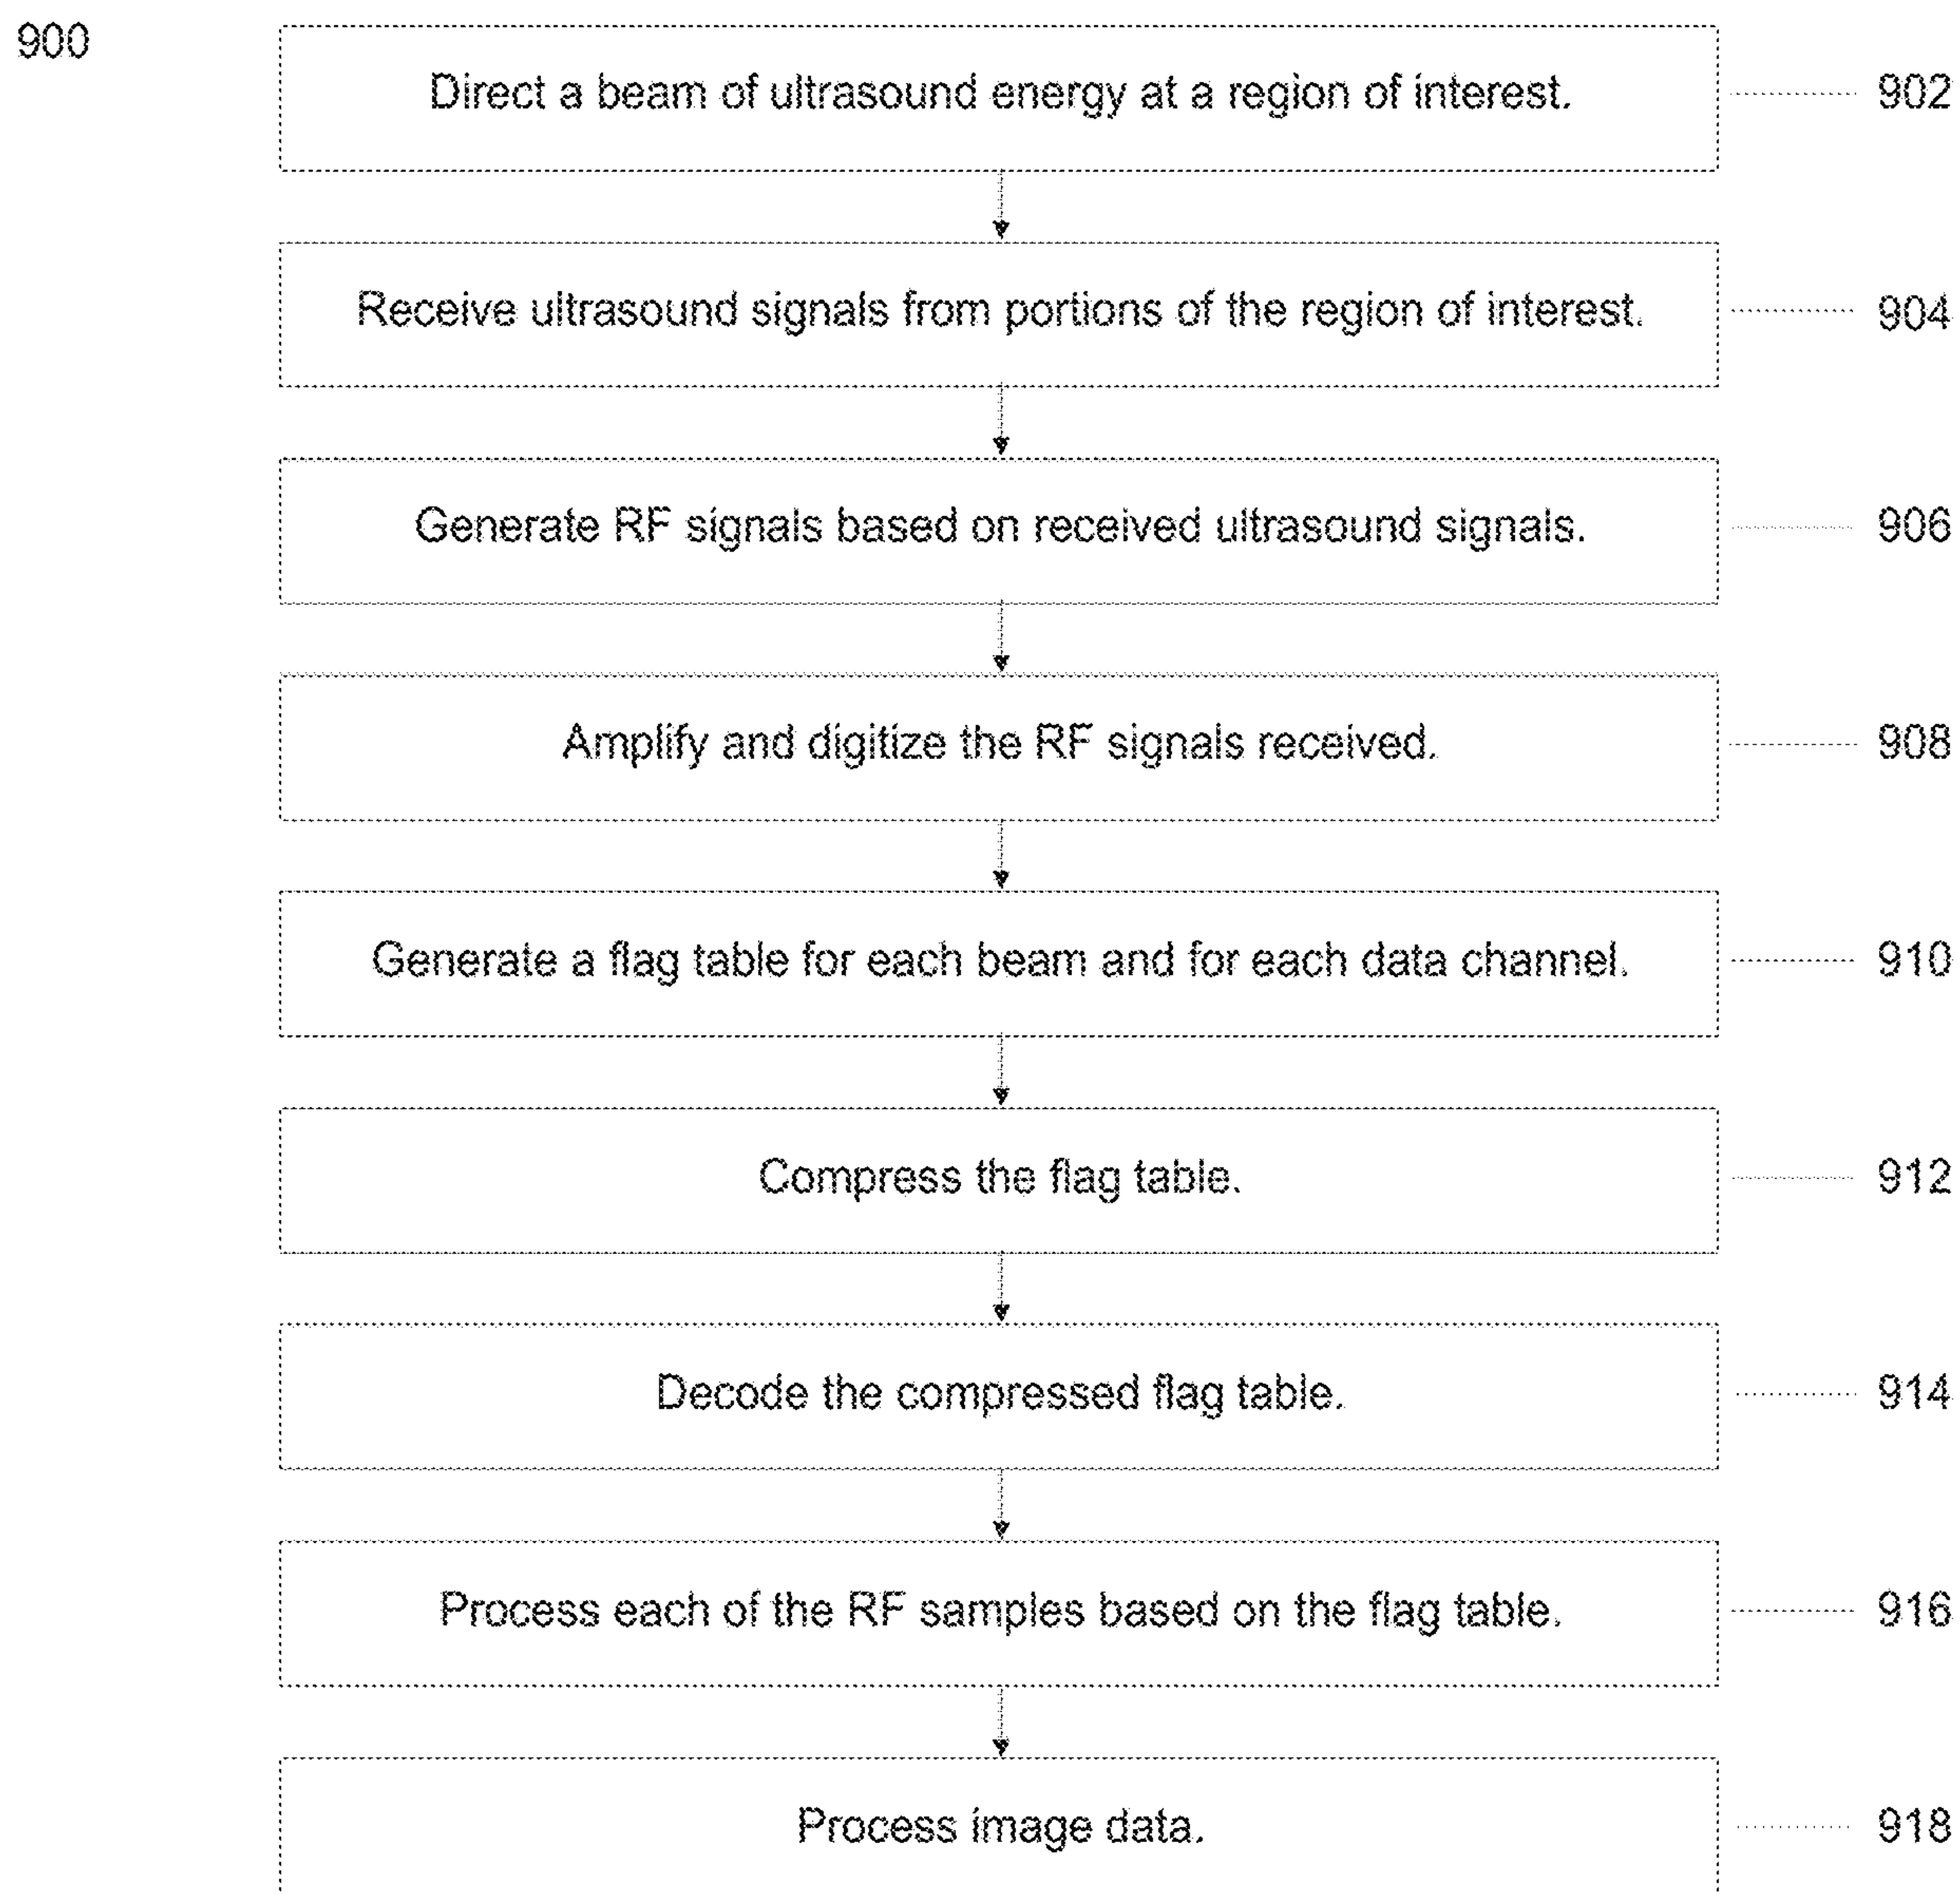 900
Direct a beam of ultrasound energy at a region of interest.
902
Receive ultrasound signals from portions of the region of interest.
904
Generate RF signals based on received ultrasound signals.
906
Amplify and digitize the RF signals received.
908
Generate a flag table for each beam and for each data channel.
910
Compress the flag table.
912
Decode the compressed flag table.
914
Process each of the RF samples based on the flag table.
916
Process image data.
918